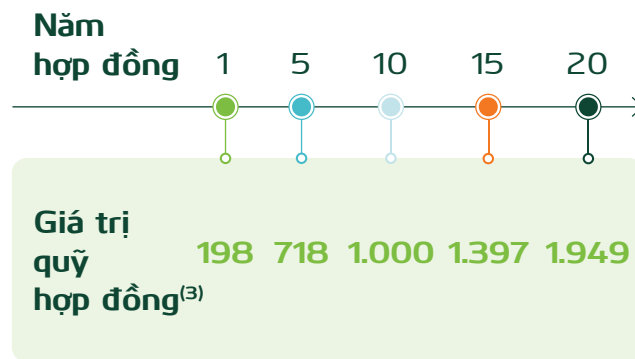 Năm
hợp đồng 1 5 10 15 20
Giá trị
quỹ
hợp đồng(3) 198 718 1.000 1.397 1.949